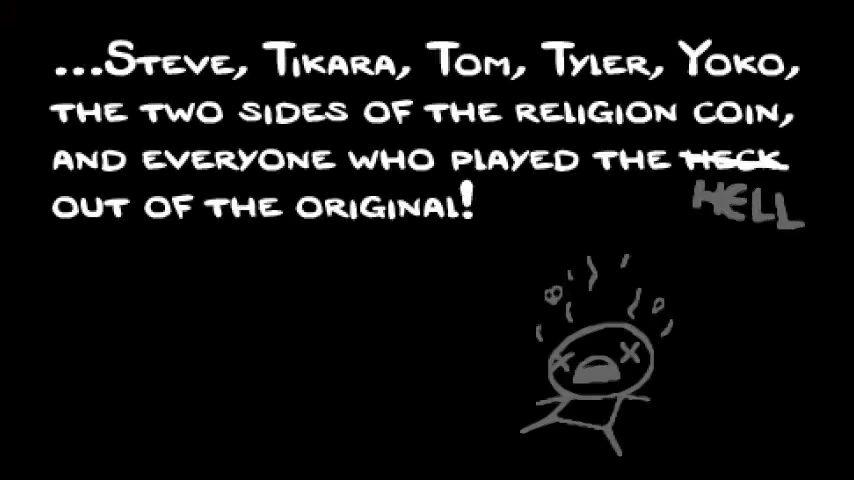 ...Steve, Tikara, Tom, Tyler, Yoko,
the two sides of the religion coin,
and everyone who played the heck
HELL
out of the original!